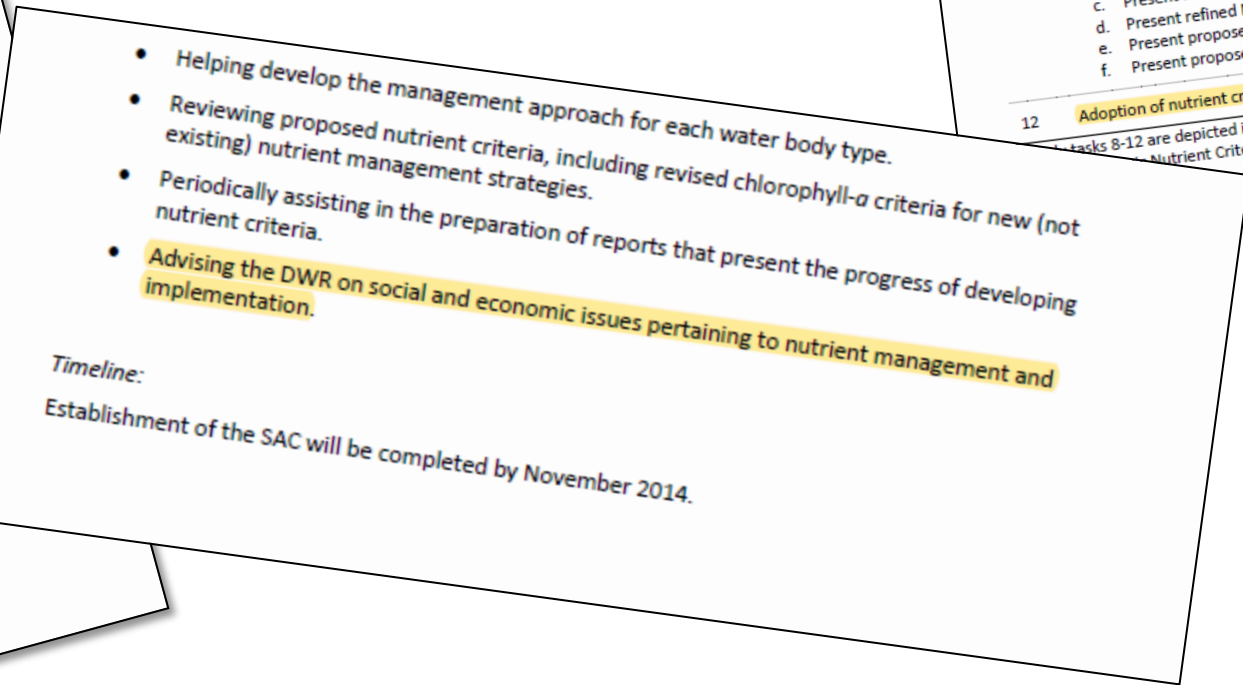 • Helping develop the management approach for each water body type.
• Reviewing proposed nutrient criteria, including revised chlorophyll-a criteria for new (not
existing) nutrient management strategies.
• Periodically assisting in the preparation of reports that present the progress of developing
nutrient criteria.
• Advising the DWR on social and economic issues pertaining to nutrient management and
implementation.
Timeline:
Establishment of the SAC will be completed by November 2014.
c.
d. Present refined
e. Present
f. Present
12 Adoption of nutrient
tasks 8-12 are depicted
Nutrient